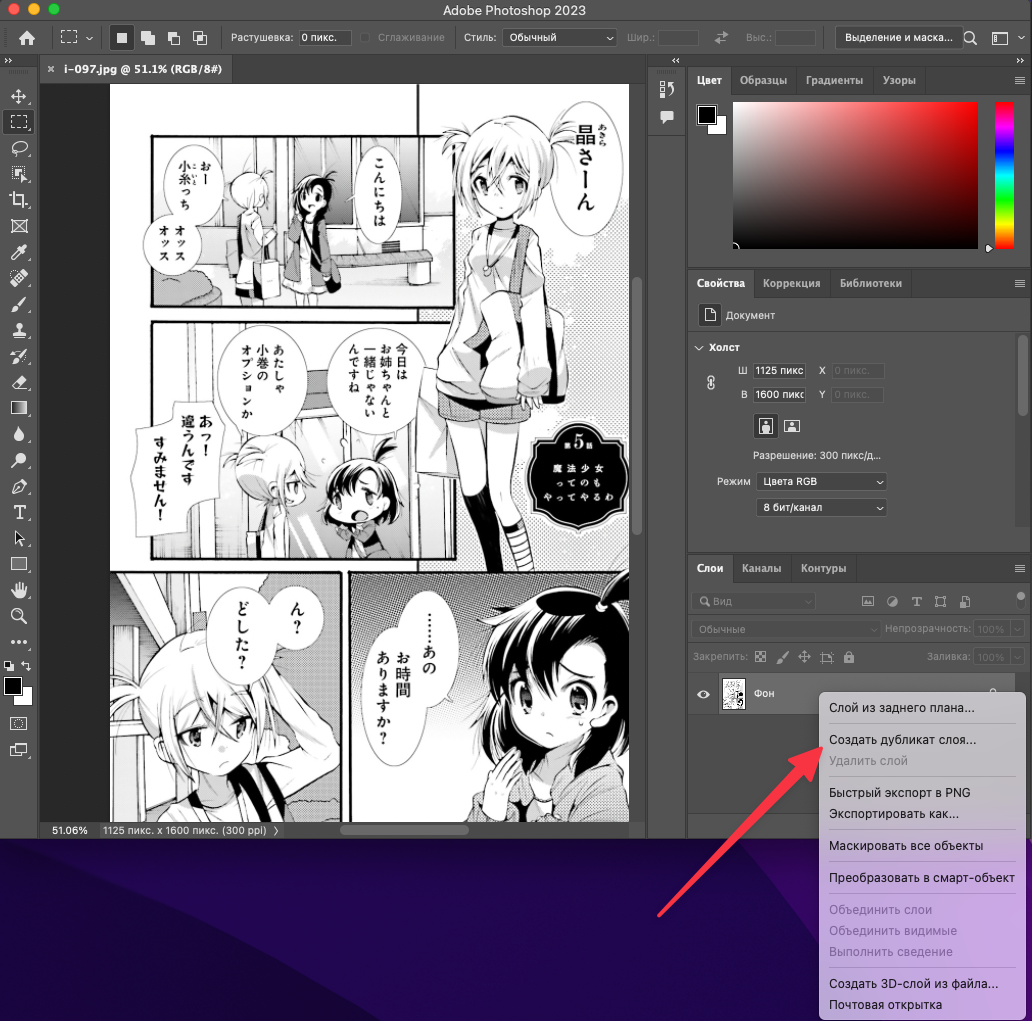 Adobe Photoshop 2023
Растушевка: 0 пикс. Сглаживание Стиль: Обычный Шир.: Выс.: Выделение и маска...
× i-097.jpg @ 51.1% (RGB/8#)
晶さーん
あきら
こんにちは
おー
小糸っち
こいと
オッス
オッス
今日は
お姉ちゃんと
一緒じゃない
んですね
あたしゃ
小巻の
オプションか
あっ！
違うんです
すみません！
第5話
魔法少女
ってのも
やってやるわ
ん？
どした？
……あの
お時間
ありますか？
51.06% 1125 пикс. x 1600 пикс. (300 ppi)
Цвет Образцы Градиенты Узоры
Свойства Коррекция Библиотеки
Документ
Холст
Ш 1125 пикс X 0 пикс.
В 1600 пикс Y 0 пикс.
Разрешение: 300 пикс/д...
Режим Цвета RGB
8 бит/канал
Слои Каналы Контуры
Вид
Обычные Непрозрачность: 100%
Закрепить: Заливка: 100%
Фон
Слой из заднего плана...
Создать дубликат слоя...
Удалить слой
Быстрый экспорт в PNG
Экспортировать как...
Маскировать все объекты
Преобразовать в смарт-объект
Объединить слои
Объединить видимые
Выполнить сведение
Создать 3D-слой из файла...
Почтовая открытка